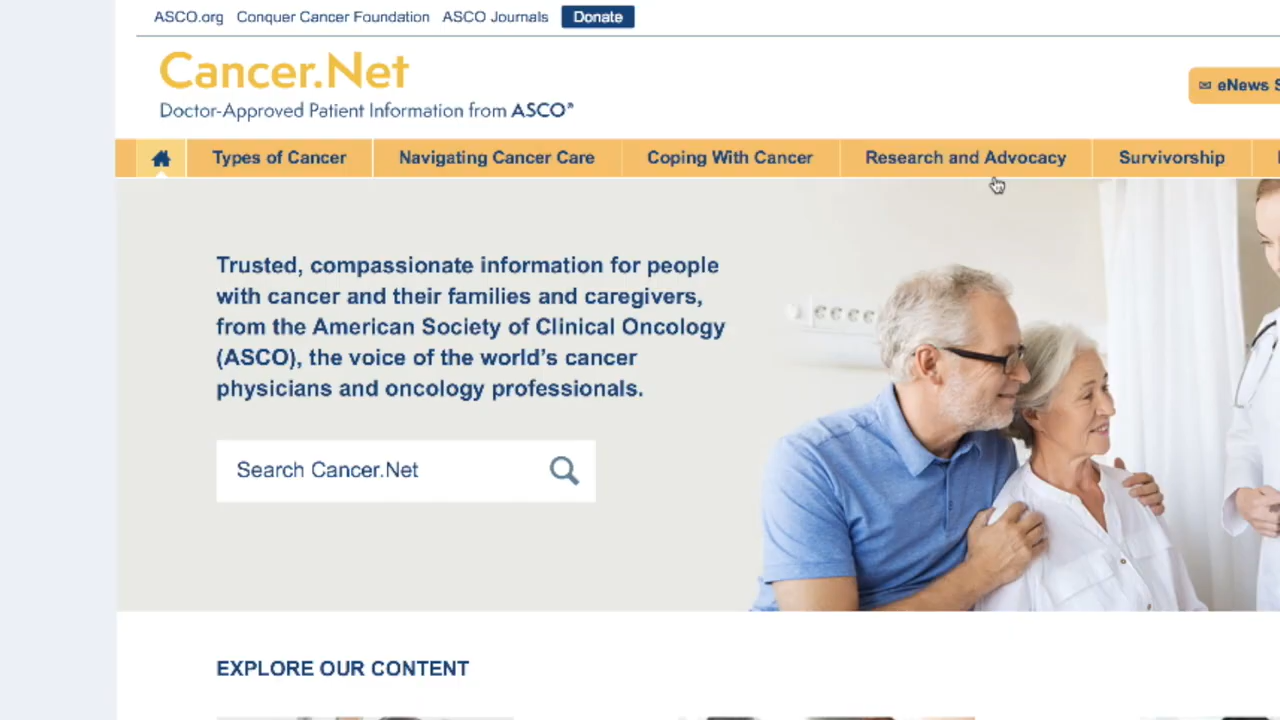 ASCO.org Conquer Cancer Foundation ASCO Journals Donate
Cancer.Net
Doctor-Approved Patient Information from ASCO®
eNews S
Types of Cancer Navigating Cancer Care Coping With Cancer Research and Advocacy Survivorship
Trusted, compassionate information for people
with cancer and their families and caregivers,
from the American Society of Clinical Oncology
(ASCO), the voice of the world's cancer
physicians and oncology professionals.
Search Cancer.Net
EXPLORE OUR CONTENT